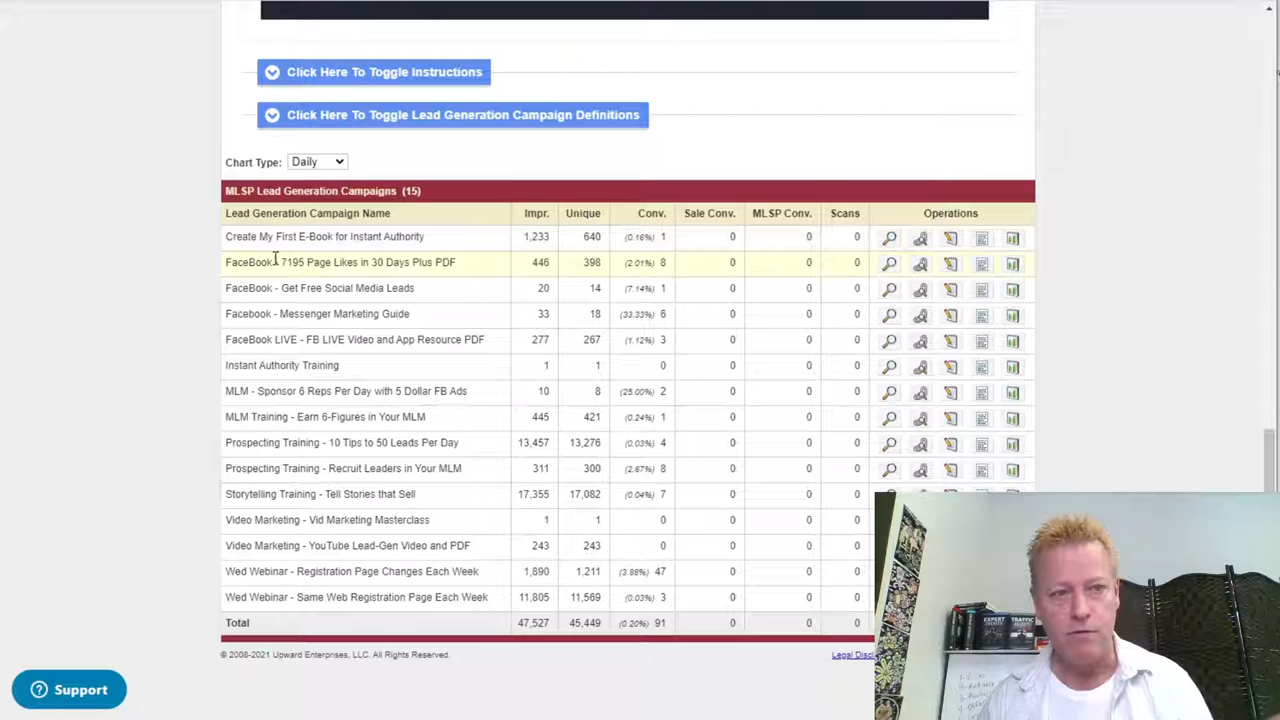 Click Here To Toggle Instructions
Click Here To Toggle Lead Generation Campaign Definitions
Chart Type: Daily
MLSP Lead Generation Campaigns (15)
Lead Generation Campaign Name Impr. Unique Conv. Sale Conv. MLSP Conv. Scans Operations
Create My First E-Book for Instant Authority 1,233 640 (0.16%) 1 0 0 0
FaceBook - 7195 Page Likes in 30 Days Plus PDF 446 398 (2.01%) 8 0 0 0
FaceBook - Get Free Social Media Leads 20 14 (7.14%) 1 0 0 0
Facebook - Messenger Marketing Guide 33 18 (33.33%) 6 0 0 0
FaceBook LIVE - FB LIVE Video and App Resource PDF 277 267 (1.12%) 3 0 0 0
Instant Authority Training 1 1 0 0 0 0
MLM - Sponsor 6 Reps Per Day with 5 Dollar FB Ads 10 8 (25.00%) 2 0 0 0
MLM Training - Earn 6-Figures in Your MLM 445 421 (0.24%) 1 0 0 0
Prospecting Training - 10 Tips to 50 Leads Per Day 13,457 13,276 (0.03%) 4 0 0 0
Prospecting Training - Recruit Leaders in Your MLM 311 300 (2.67%) 8 0 0 0
Storytelling Training - Tell Stories that Sell 17,355 17,082 (0.04%) 7 0 0 0
Video Marketing - Vid Marketing Masterclass 1 1 0 0 0 0
Video Marketing - YouTube Lead-Gen Video and PDF 243 243 0 0 0 0
Wed Webinar - Registration Page Changes Each Week 1,890 1,211 (3.88%) 47 0 0 0
Wed Webinar - Same Web Registration Page Each Week 11,805 11,569 (0.03%) 3 0 0 0
Total 47,527 45,449 (0.20%) 91 0 0 0
© 2008-2021 Upward Enterprises, LLC. All Rights Reserved.
Legal Discl
Support
EXPERT
SECRETS
TRAFFIC
SECRETS